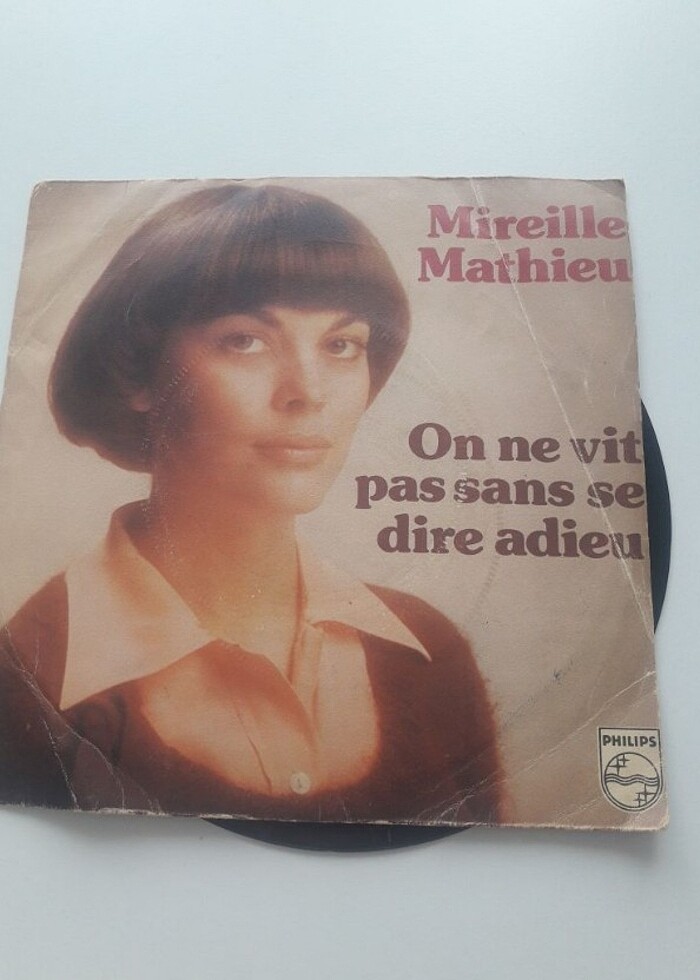 Mireille
Mathieu
On ne vit
pas sans se
dire adieu
PHILIPS